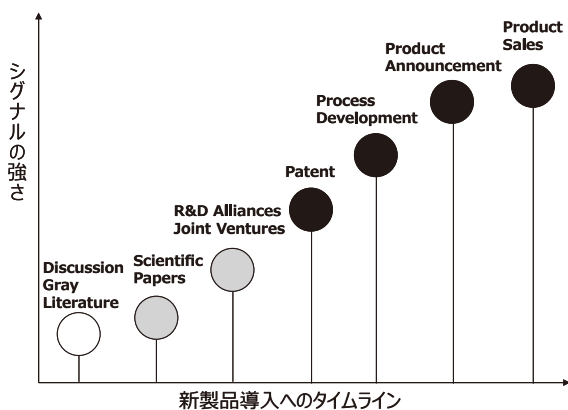 シグナルの強さ
Discussion
Gray
Literature
Scientific
Papers
R&D Alliances
Joint Ventures
Patent
Process
Development
Product
Announcement
Product
Sales
新製品導入へのタイムライン